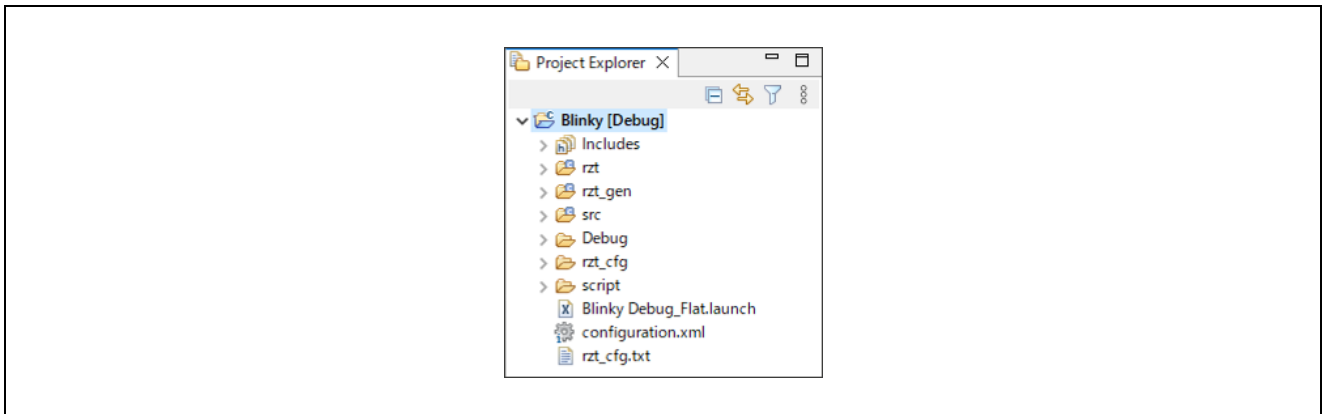 Project Explorer
Blinky [Debug]
Includes
rzt
rzt_gen
src
Debug
rzt_cfg
script
Blinky Debug_Flat.launch
configuration.xml
rzt_cfg.txt